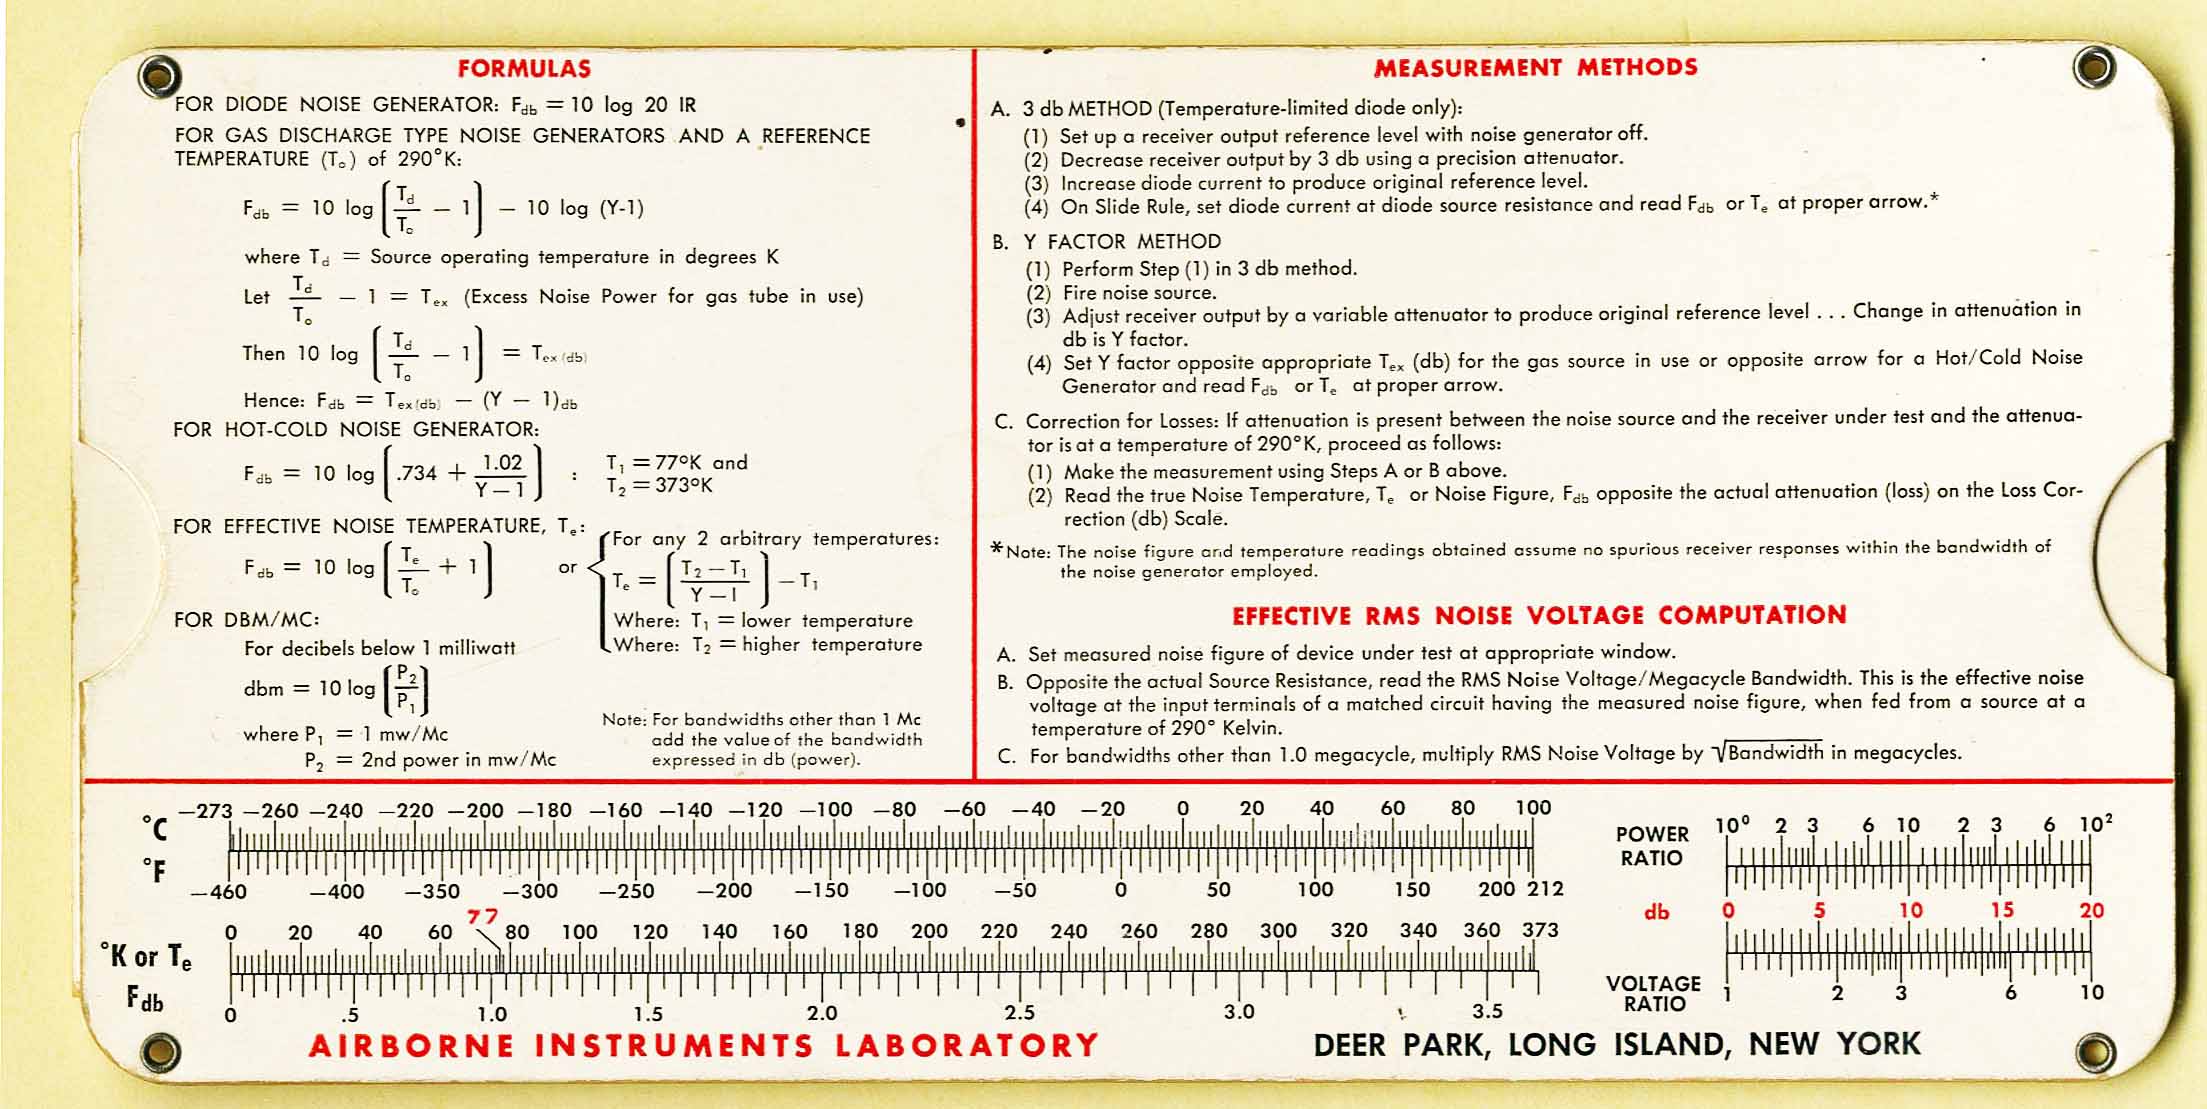 FORMULAS
FOR DIODE NOISE GENERATOR: Fdb = 10 log 20 IR
FOR GAS DISCHARGE TYPE NOISE GENERATORS AND A REFERENCE
TEMPERATURE (To) of 290°K:
Fdb = 10 log [Td/To − 1] − 10 log (Y-1)
where Td = Source operating temperature in degrees K
Let Td/To − 1 = Tex (Excess Noise Power for gas tube in use)
Then 10 log [Td/To − 1] = Tex (db)
Hence: Fdb = Tex(db) − (Y − 1)db
FOR HOT-COLD NOISE GENERATOR:
Fdb = 10 log [.734 + 1.02/Y−1] : T1 = 77°K and
T2 = 373°K
FOR EFFECTIVE NOISE TEMPERATURE, Te:
Fdb = 10 log [Te/To + 1] or
For any 2 arbitrary temperatures:
Te = [T2 − T1/Y − 1] − T1
Where: T1 = lower temperature
Where: T2 = higher temperature
FOR DBM/MC:
For decibels below 1 milliwatt
dbm = 10 log [P2/P1]
where P1 = 1 mw/Mc
P2 = 2nd power in mw/Mc
Note: For bandwidths other than 1 Mc
add the value of the bandwidth
expressed in db (power).
MEASUREMENT METHODS
A. 3 db METHOD (Temperature-limited diode only):
(1) Set up a receiver output reference level with noise generator off.
(2) Decrease receiver output by 3 db using a precision attenuator.
(3) Increase diode current to produce original reference level.
(4) On Slide Rule, set diode current at diode source resistance and read Fdb or Te at proper arrow.*
B. Y FACTOR METHOD
(1) Perform Step (1) in 3 db method.
(2) Fire noise source.
(3) Adjust receiver output by a variable attenuator to produce original reference level . . . Change in attenuation in
db is Y factor.
(4) Set Y factor opposite appropriate Tex (db) for the gas source in use or opposite arrow for a Hot/Cold Noise
Generator and read Fdb or Te at proper arrow.
C. Correction for Losses: If attenuation is present between the noise source and the receiver under test and the attenua-
tor is at a temperature of 290°K, proceed as follows:
(1) Make the measurement using Steps A or B above.
(2) Read the true Noise Temperature, Te or Noise Figure, Fdb opposite the actual attenuation (loss) on the Loss Cor-
rection (db) Scale.
*Note: The noise figure and temperature readings obtained assume no spurious receiver responses within the bandwidth of
the noise generator employed.
EFFECTIVE RMS NOISE VOLTAGE COMPUTATION
A. Set measured noise figure of device under test at appropriate window.
B. Opposite the actual Source Resistance, read the RMS Noise Voltage/Megacycle Bandwidth. This is the effective noise
voltage at the input terminals of a matched circuit having the measured noise figure, when fed from a source at a
temperature of 290° Kelvin.
C. For bandwidths other than 1.0 megacycle, multiply RMS Noise Voltage by √Bandwidth in megacycles.
°C −273 −260 −240 −220 −200 −180 −160 −140 −120 −100 −80 −60 −40 −20 0 20 40 60 80 100
°F −460 −400 −350 −300 −250 −200 −150 −100 −50 0 50 100 150 200 212
77
°K or Te 0 20 40 60 80 100 120 140 160 180 200 220 240 260 280 300 320 340 360 373
Fdb 0 .5 1.0 1.5 2.0 2.5 3.0 3.5
POWER RATIO 10⁰ 2 3 6 10 2 3 6 10²
db 0 5 10 15 20
VOLTAGE RATIO 1 2 3 6 10
AIRBORNE INSTRUMENTS LABORATORY DEER PARK, LONG ISLAND, NEW YORK